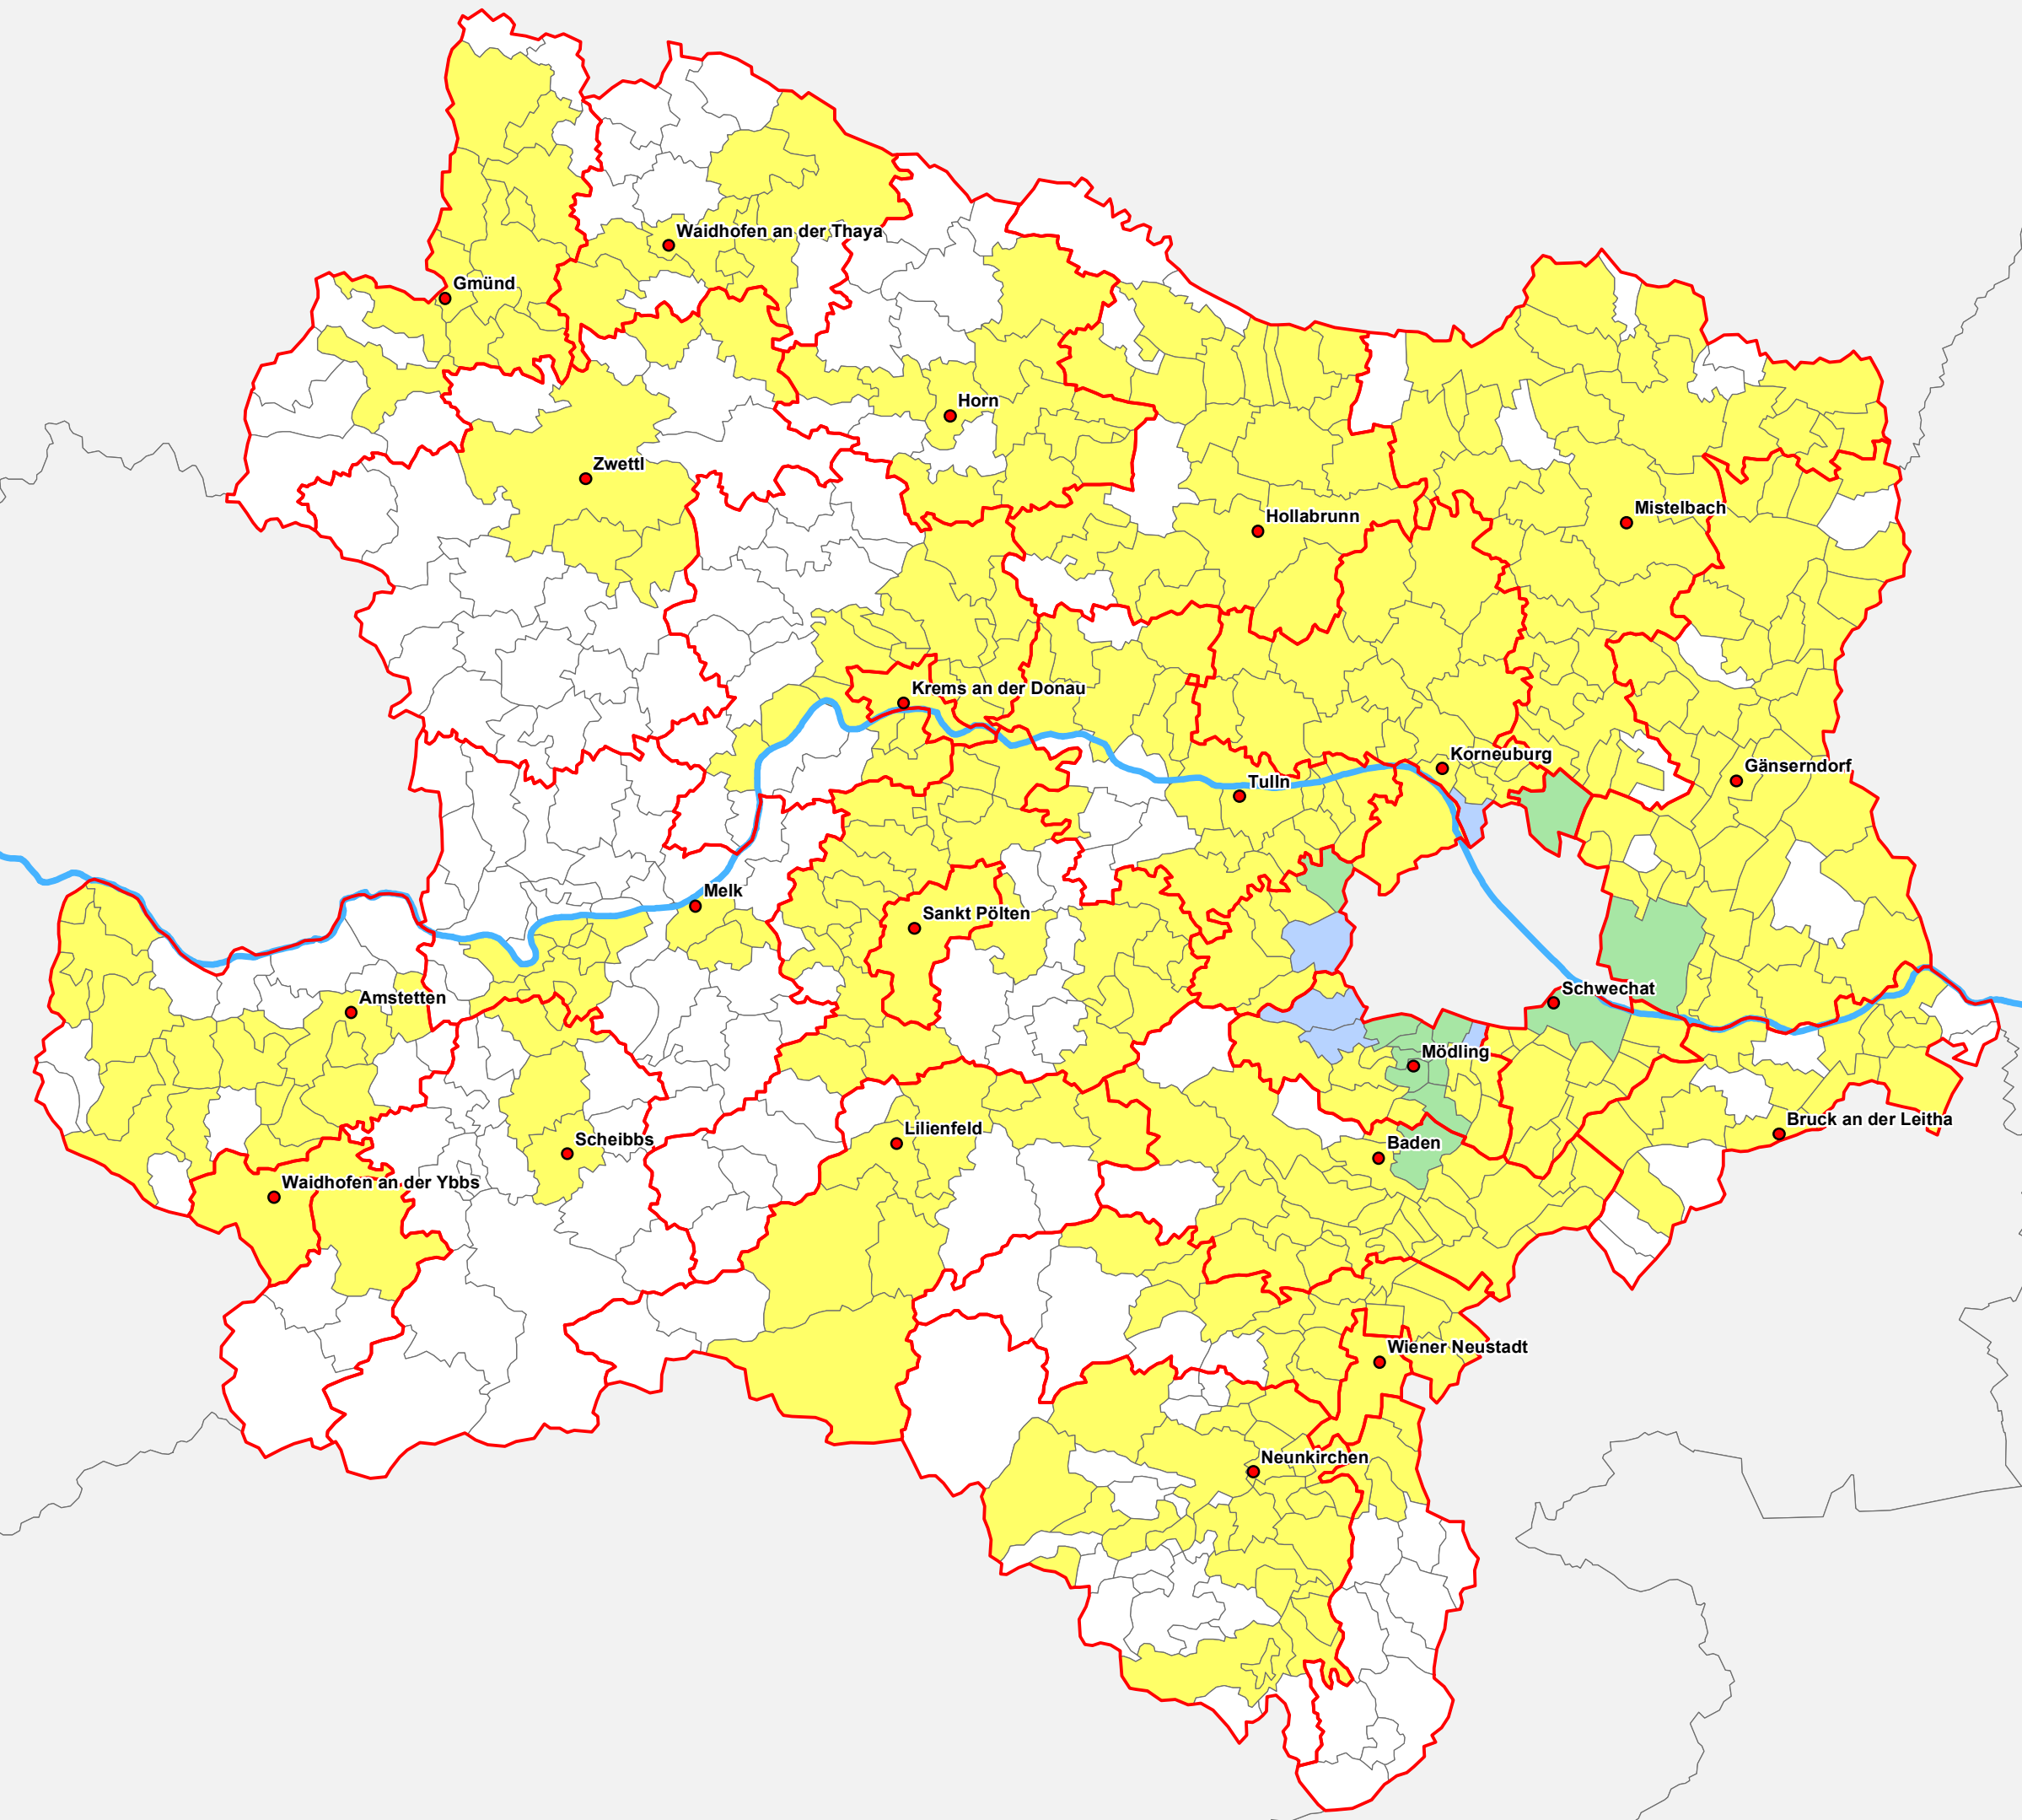 Waidhofen an der Thaya
Gmünd
Horn
Zwettl
Mistelbach
Hollabrunn
Krems an der Donau
Korneuburg
Gänserndorf
Tulln
Melk
Sankt Pölten
Schwechat
Amstetten
Mödling
Bruck an der Leitha
Lilienfeld
Scheibbs
Baden
Waidhofen an der Ybbs
Wiener Neustadt
Neunkirchen